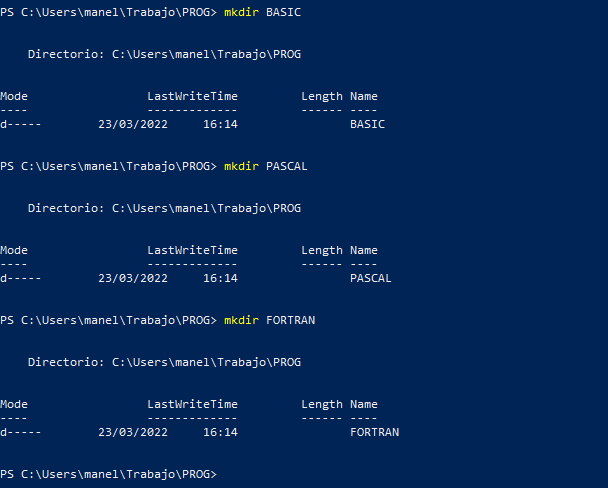 PS C:\Users\manel\Trabajo\PROG> mkdir BASIC
    Directorio: C:\Users\manel\Trabajo\PROG
Mode                 LastWriteTime         Length Name
----                 -------------         ------ ----
d-----        23/03/2022     16:14                BASIC
PS C:\Users\manel\Trabajo\PROG> mkdir PASCAL
    Directorio: C:\Users\manel\Trabajo\PROG
Mode                 LastWriteTime         Length Name
----                 -------------         ------ ----
d-----        23/03/2022     16:14                PASCAL
PS C:\Users\manel\Trabajo\PROG> mkdir FORTRAN
    Directorio: C:\Users\manel\Trabajo\PROG
Mode                 LastWriteTime         Length Name
----                 -------------         ------ ----
d-----        23/03/2022     16:14                FORTRAN
PS C:\Users\manel\Trabajo\PROG>